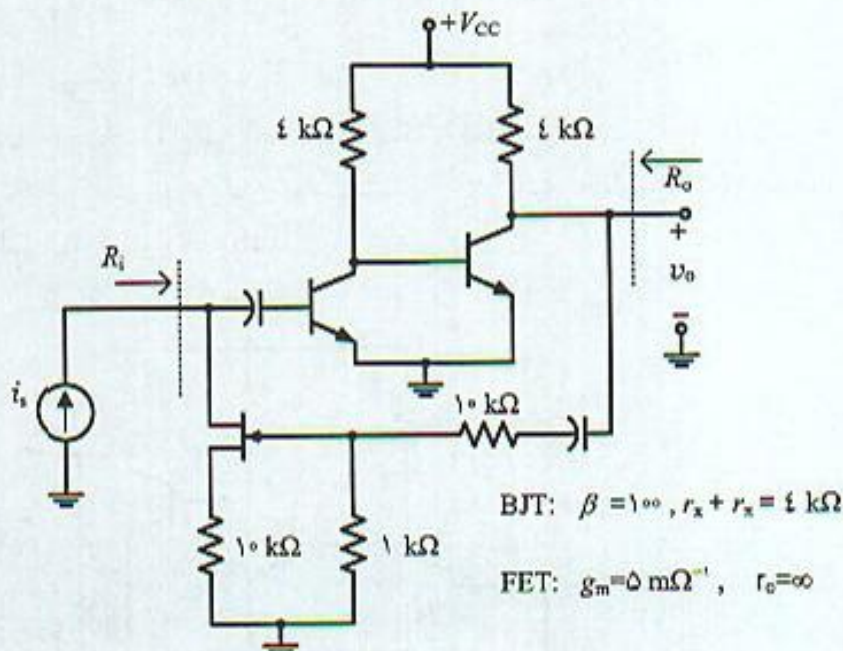 +V_CC
٤ kΩ
٤ kΩ
R_o
R_i
+
v_o
−
i_s
١٠ kΩ
BJT: β = ١٠٠ , r_x + r_π = ٤ kΩ
١٠ kΩ
١ kΩ
FET: g_m = ٥ mΩ⁻¹ , r_o = ∞